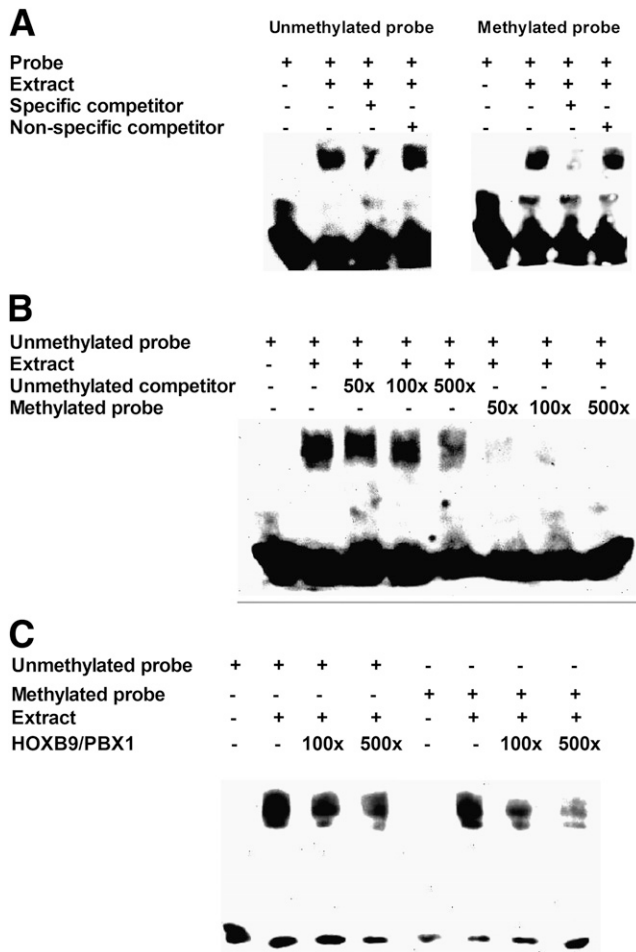 A
Unmethylated probe Methylated probe
Probe + + + + + + + +
Extract - + + + - + + +
Specific competitor - - + - - - + -
Non-specific competitor - - - + - - - +
B
Unmethylated probe + + + + + + + +
Extract - + + + + + + +
Unmethylated competitor - - 50x 100x 500x - - -
Methylated probe - - - - - 50x 100x 500x
C
Unmethylated probe + + + + - - - -
Methylated probe - - - - + + + +
Extract - + + + - + + +
HOXB9/PBX1 - - 100x 500x - - 100x 500x